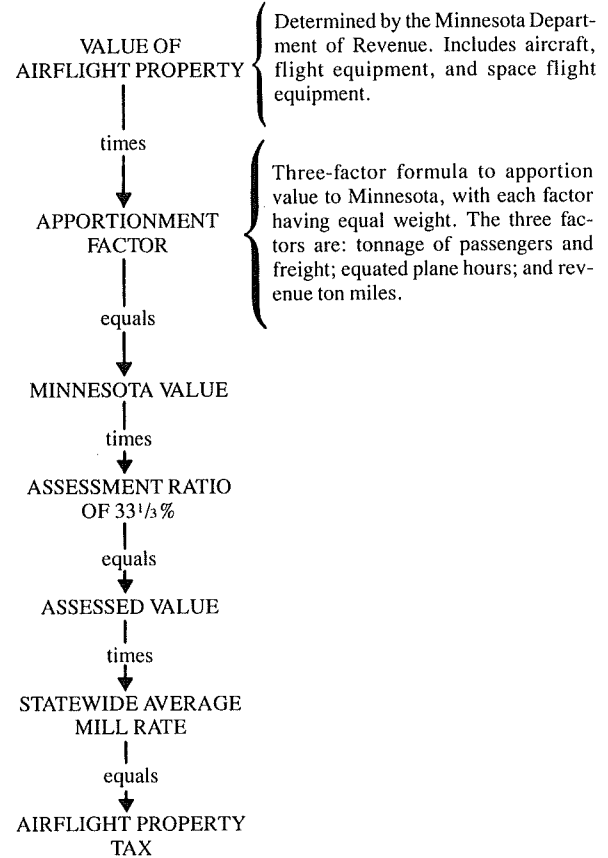 VALUE OF
AIRFLIGHT PROPERTY
Determined by the Minnesota Depart-
ment of Revenue. Includes aircraft,
flight equipment, and space flight
equipment.
times
APPORTIONMENT
FACTOR
Three-factor formula to apportion
value to Minnesota, with each factor
having equal weight. The three fac-
tors are: tonnage of passengers and
freight; equated plane hours; and rev-
enue ton miles.
equals
MINNESOTA VALUE
times
ASSESSMENT RATIO
OF 33 1/3 %
equals
ASSESSED VALUE
times
STATEWIDE AVERAGE
MILL RATE
equals
AIRFLIGHT PROPERTY
TAX